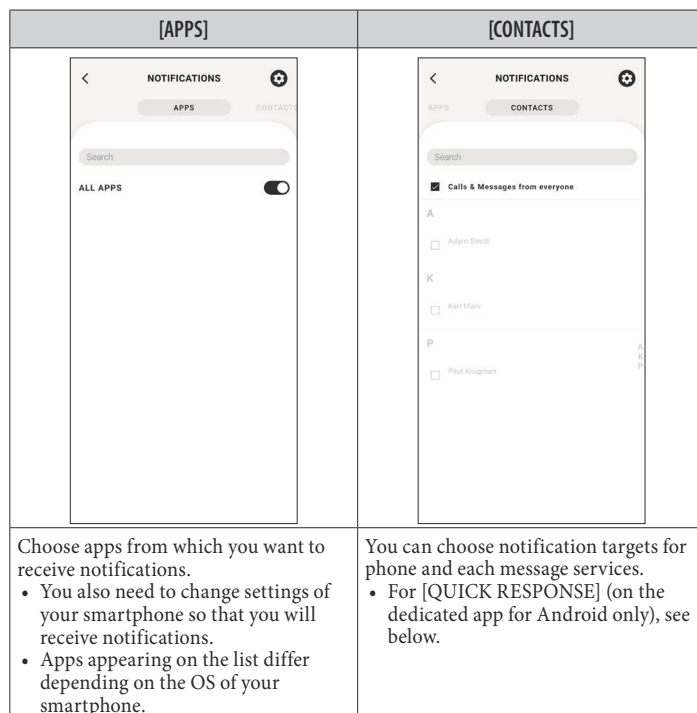 [APPS]
[CONTACTS]
NOTIFICATIONS
APPS
CONTACTS
Search
ALL APPS
NOTIFICATIONS
APPS
CONTACTS
Search
Calls & Messages from everyone
A
Adam Smith
K
Karl Marx
P
Paul Krugman
A
K
P
Choose apps from which you want to
receive notifications.
• You also need to change settings of
your smartphone so that you will
receive notifications.
• Apps appearing on the list differ
depending on the OS of your
smartphone.
You can choose notification targets for
phone and each message services.
• For [QUICK RESPONSE] (on the
dedicated app for Android only), see
below.